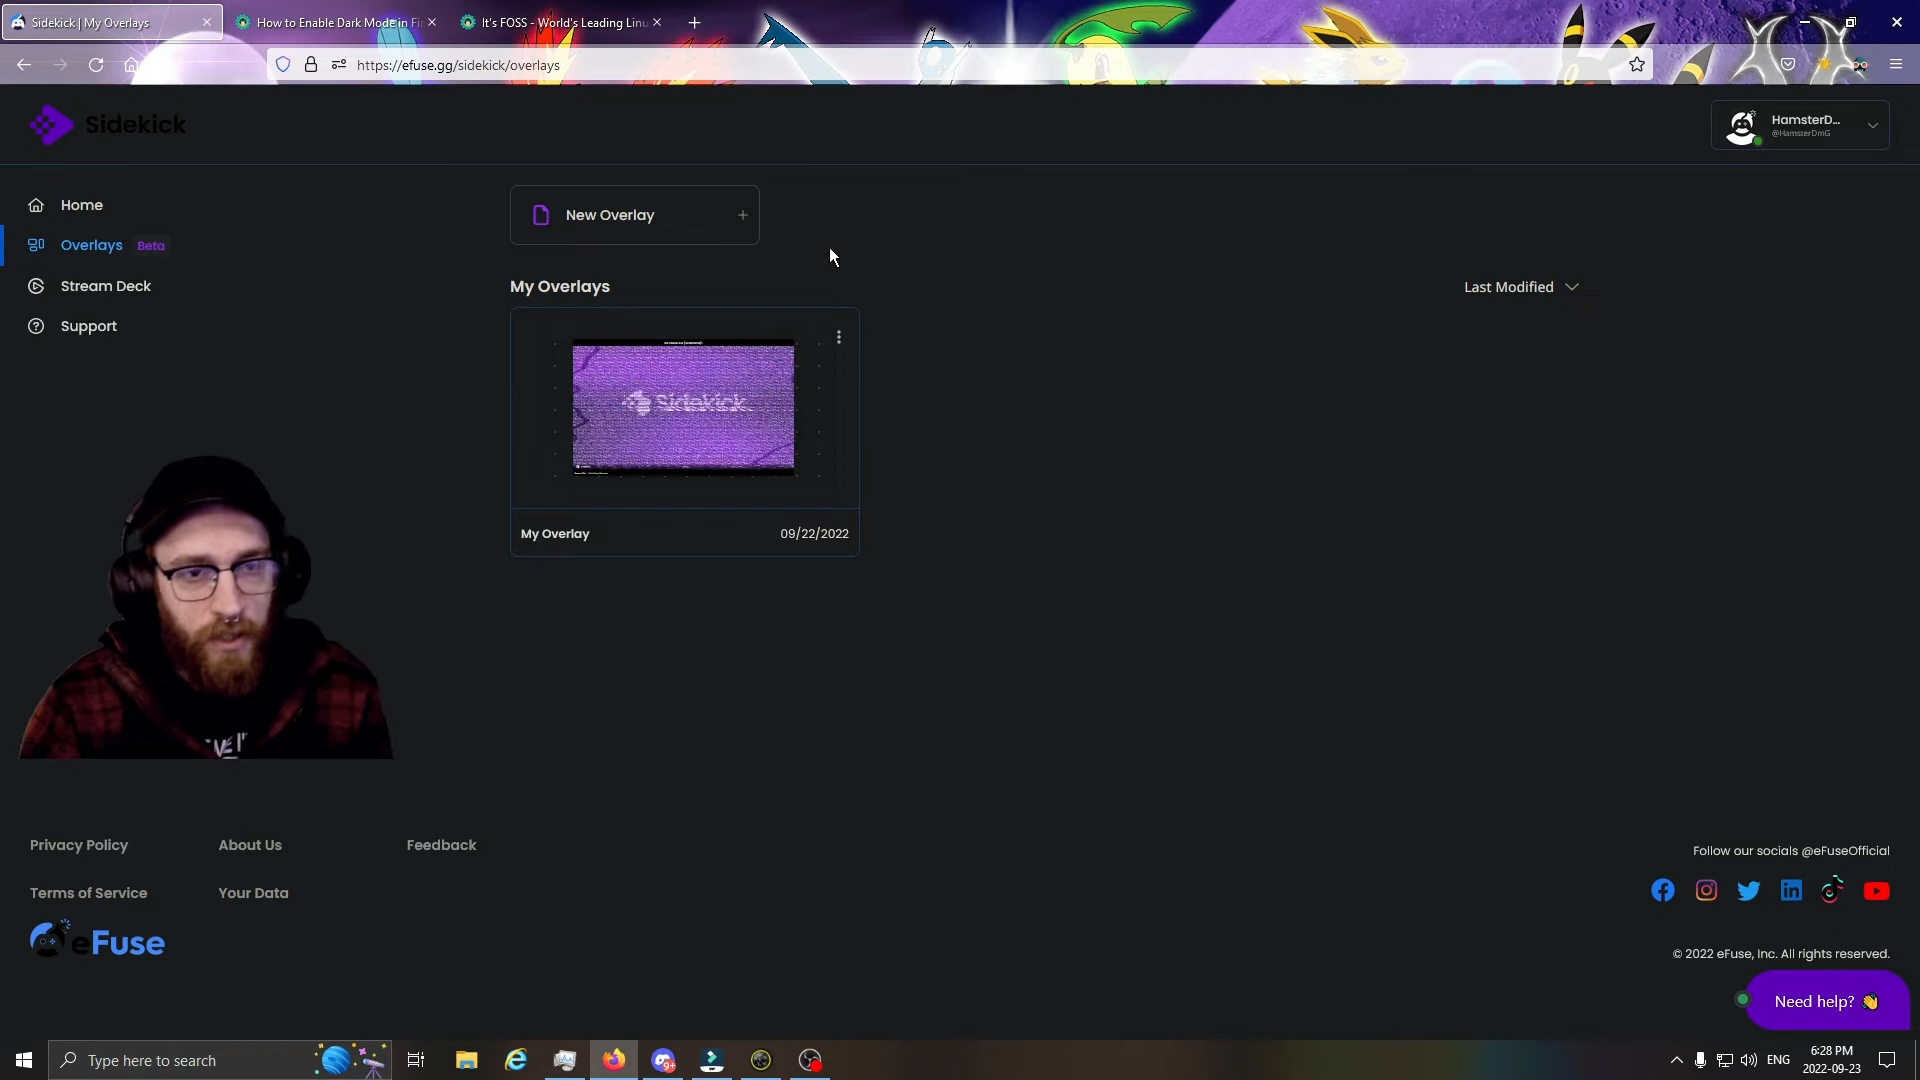 Sidekick | My Overlays
How to Enable Dark Mode in Fi
It's FOSS - World's Leading Linu
https://efuse.gg/sidekick/overlays
Sidekick
HamsterD...
@HamsterDmG
Home
Overlays Beta
Stream Deck
Support
New Overlay +
My Overlays
Last Modified
Sidekick
My Overlay
09/22/2022
Privacy Policy
About Us
Feedback
Terms of Service
Your Data
eFuse
Follow our socials @eFuseOfficial
© 2022 eFuse, Inc. All rights reserved.
Need help? 👋
Type here to search
9+
ENG
6:28 PM
2022-09-23